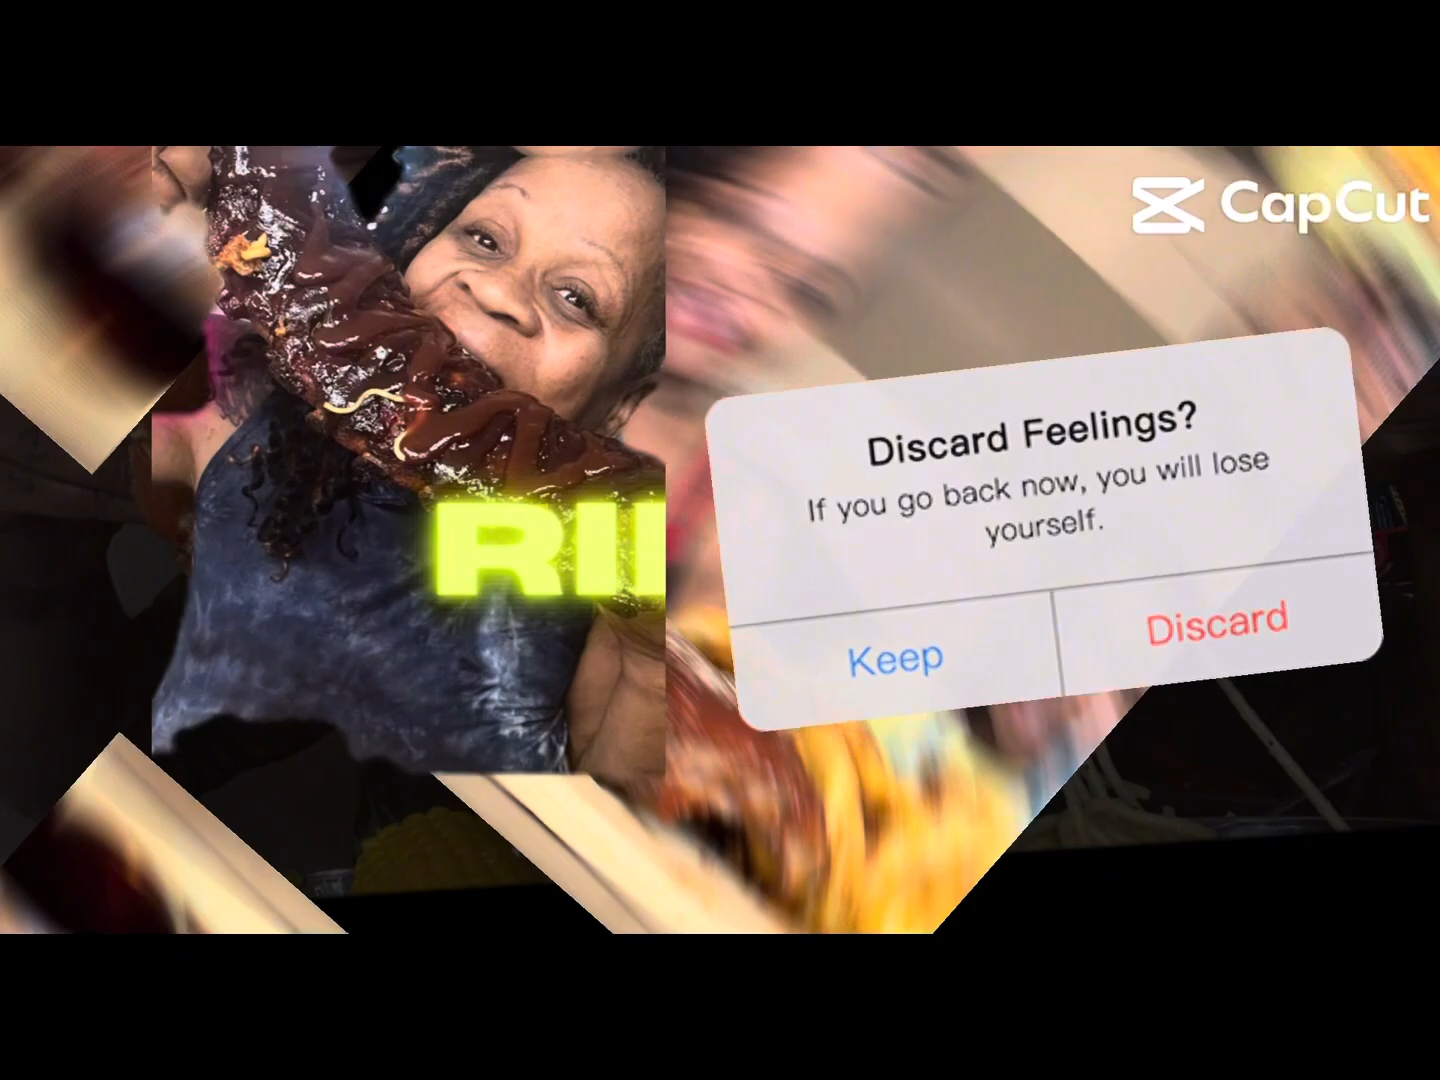 CapCut
Discard Feelings?
If you go back now, you will lose
yourself.
Keep
Discard